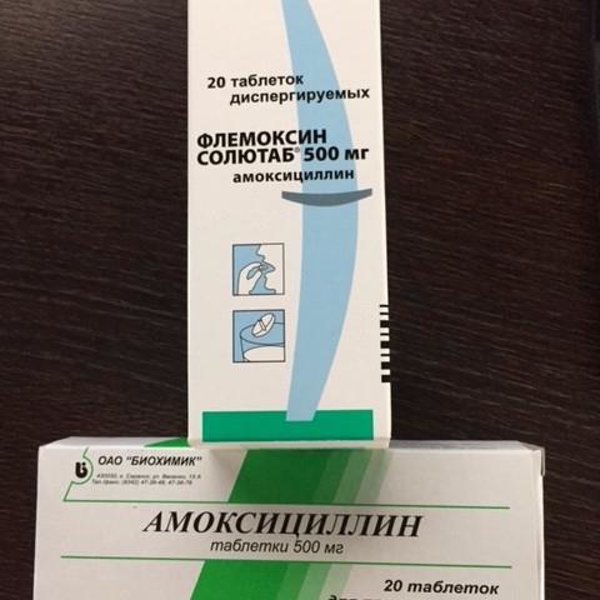 20 таблеток
диспергируемых
ФЛЕМОКСИН
СОЛЮТАБ® 500 мг
амоксициллин
ОАО "БИОХИМИК"
АМОКСИЦИЛЛИН
таблетки 500 мг
20 таблеток